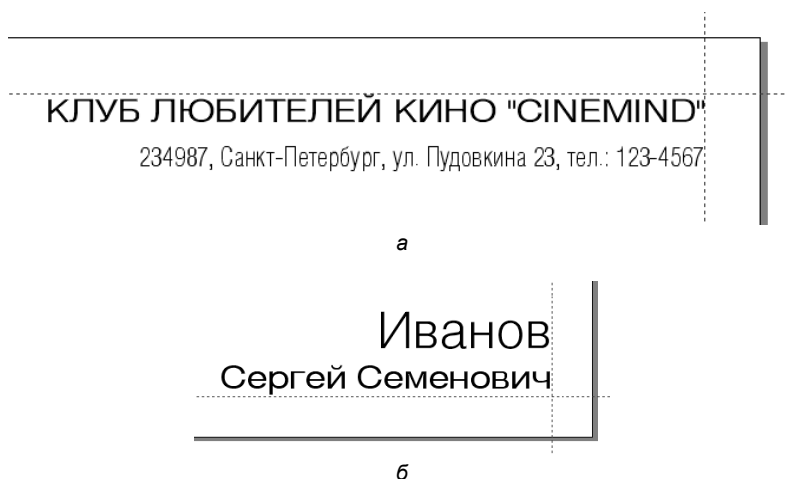 КЛУБ ЛЮБИТЕЛЕЙ КИНО "CINEMIND"
234987, Санкт-Петербург, ул. Пудовкина 23, тел.: 123-4567
а
Иванов
Сергей Семенович
б